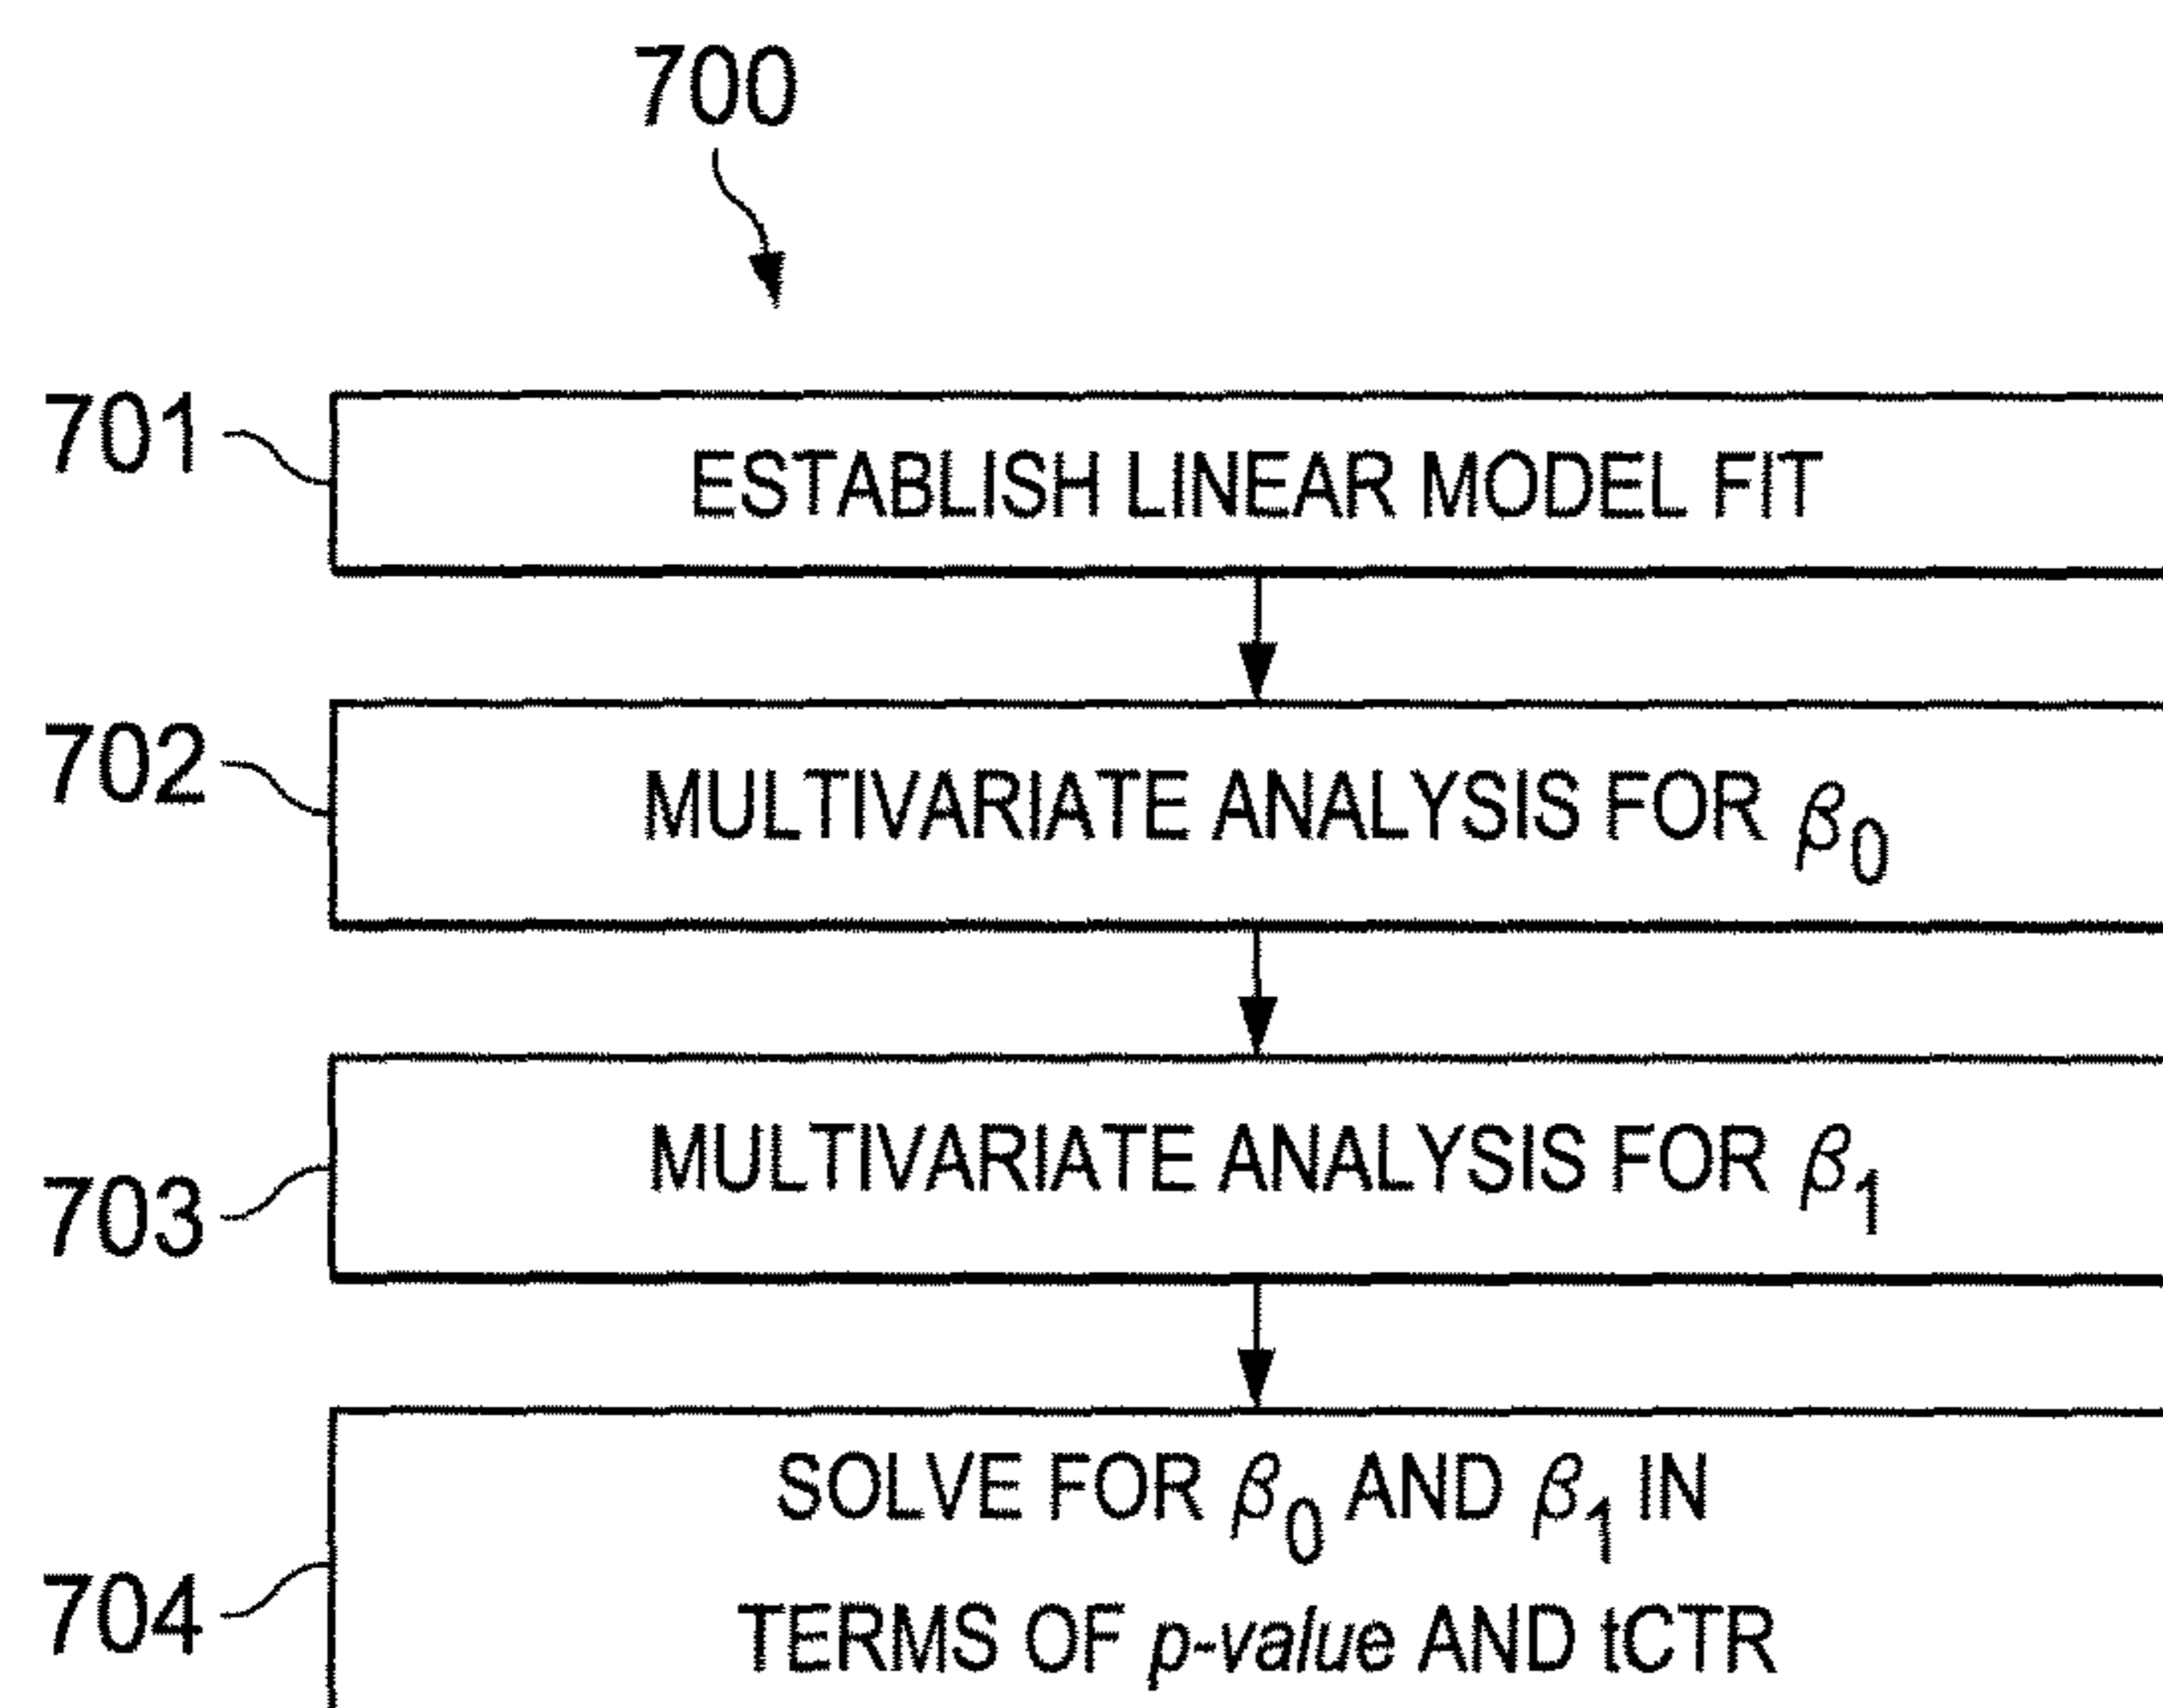 700
701
ESTABLISH LINEAR MODEL FIT
702
MULTIVARIATE ANALYSIS FOR β0
MULTIVARIATE ANALYSIS FOR β1
703
SOLVE FOR β0 AND β1 IN
704
TERMS OF p-value AND tCTR